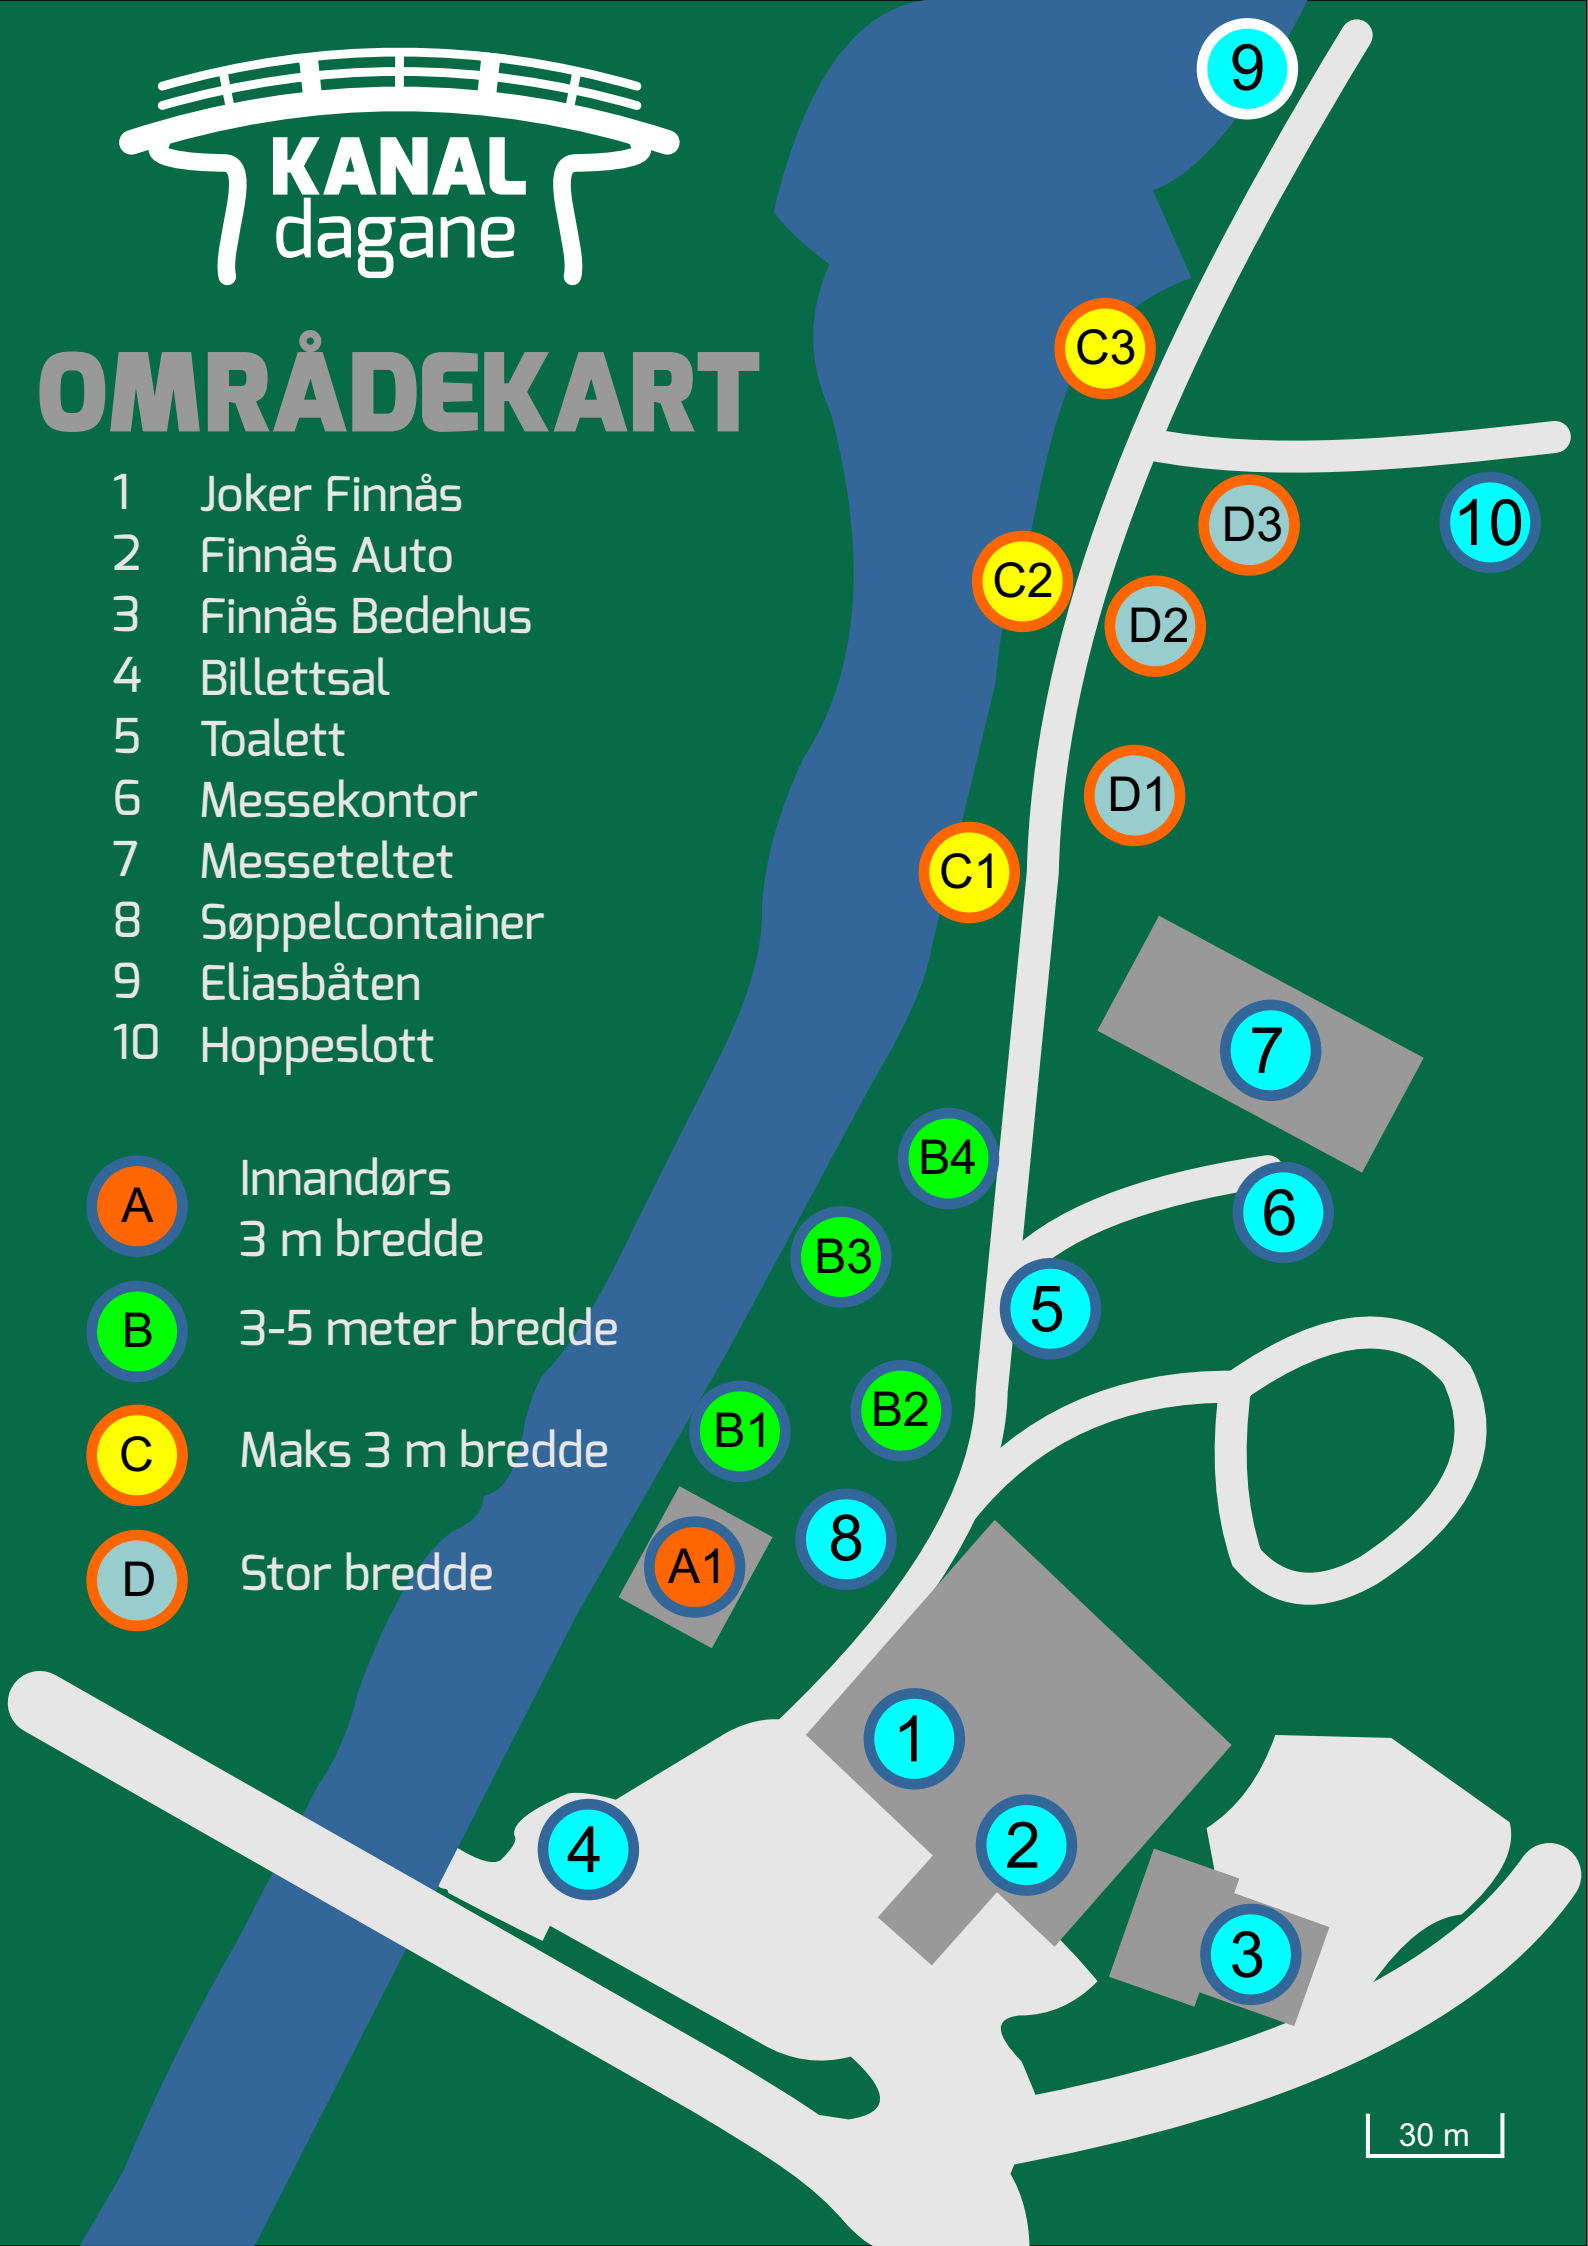 KANAL
dagane
OMRÅDEKART
1 Joker Finnås
2 Finnås Auto
3 Finnås Bedehus
4 Billettsal
5 Toalett
6 Messekontor
7 Messeteltet
8 Søppelcontainer
9 Eliasbåten
10 Hoppeslott
A Innandørs
3 m bredde
B 3-5 meter bredde
C Maks 3 m bredde
D Stor bredde
9
C3
D3
10
C2
D2
D1
C1
7
B4
6
B3
5
B2
B1
8
A1
1
2
4
3
30 m